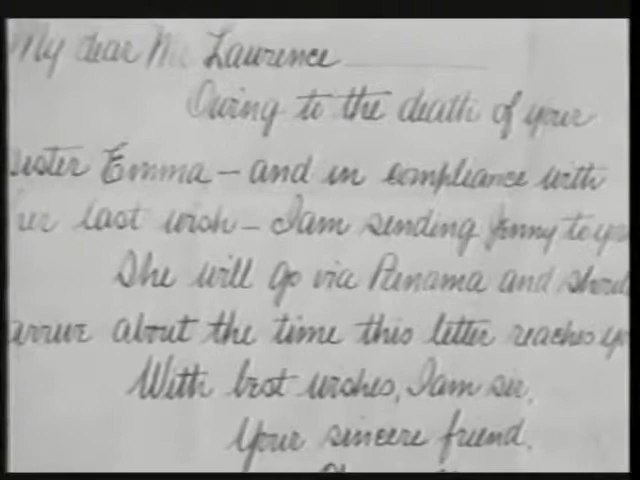 My dear Mr Lawrence
Owing to the death of your
sister Emma – and in compliance with
her last wish – I am sending Jenny to you
She will go via Panama and should
arrive about the time this letter reaches you
With best wishes, I am sir,
Your sincere friend.